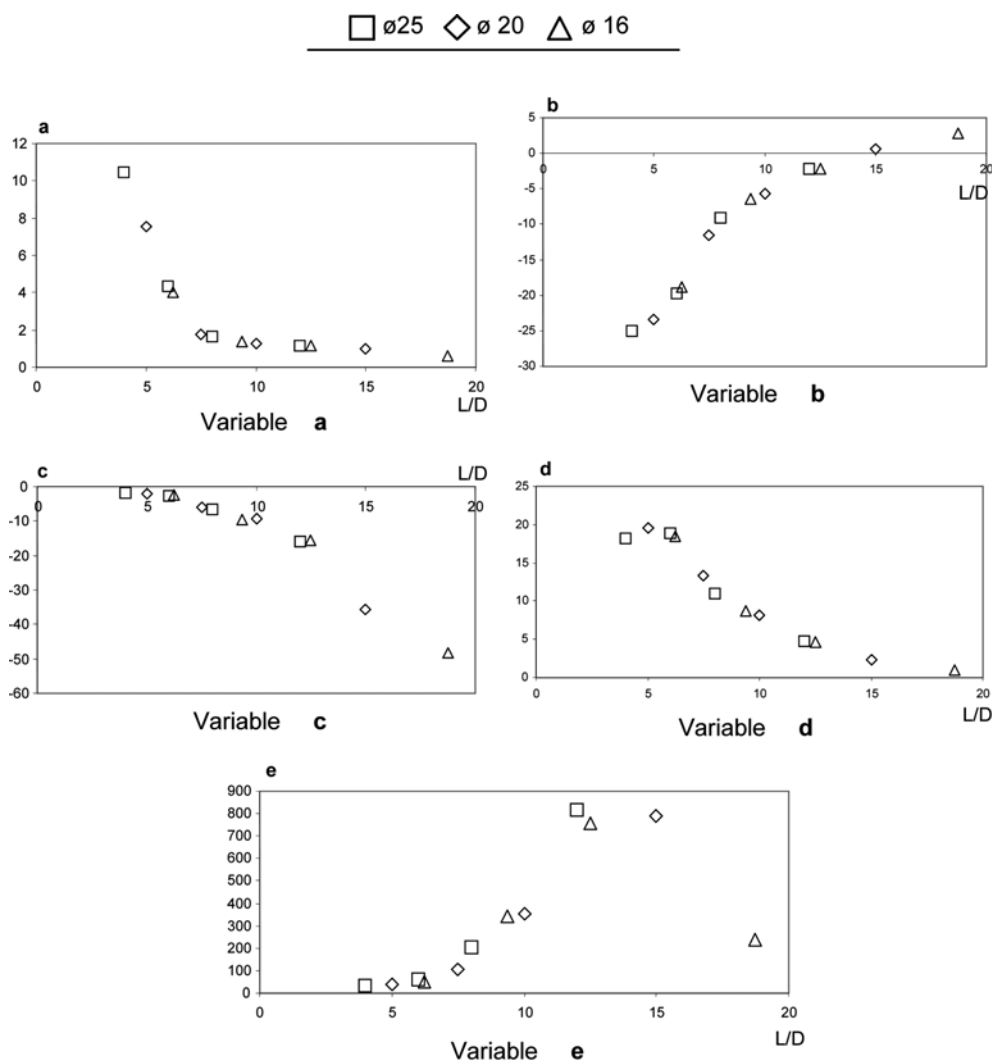 ø25 ø 20 ø 16
a
12
10
8
6
4
2
0
0 5 10 15 20
L/D
Variable a
b
5
0
-5
-10
-15
-20
-25
-30
0 5 10 15 20
L/D
Variable b
c
L/D
0
-10
-20
-30
-40
-50
-60
0 5 10 15 20
Variable c
d
25
20
15
10
5
0
0 5 10 15 20
L/D
Variable d
e
900
800
700
600
500
400
300
200
100
0
0 5 10 15 20
L/D
Variable e